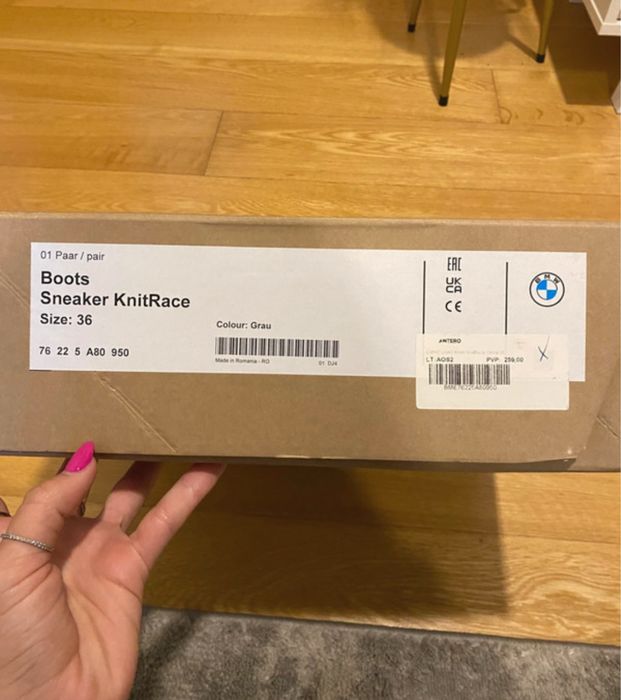 01 Paar / pair
Boots
Sneaker KnitRace
Size: 36
Colour: Grau
76 22 5 A80 950
Made in Romania - RO
01 DJ4
EAC
UK
CA
CE
BMW
ANTERO
LT:AOS2 PVP: 259,00
X